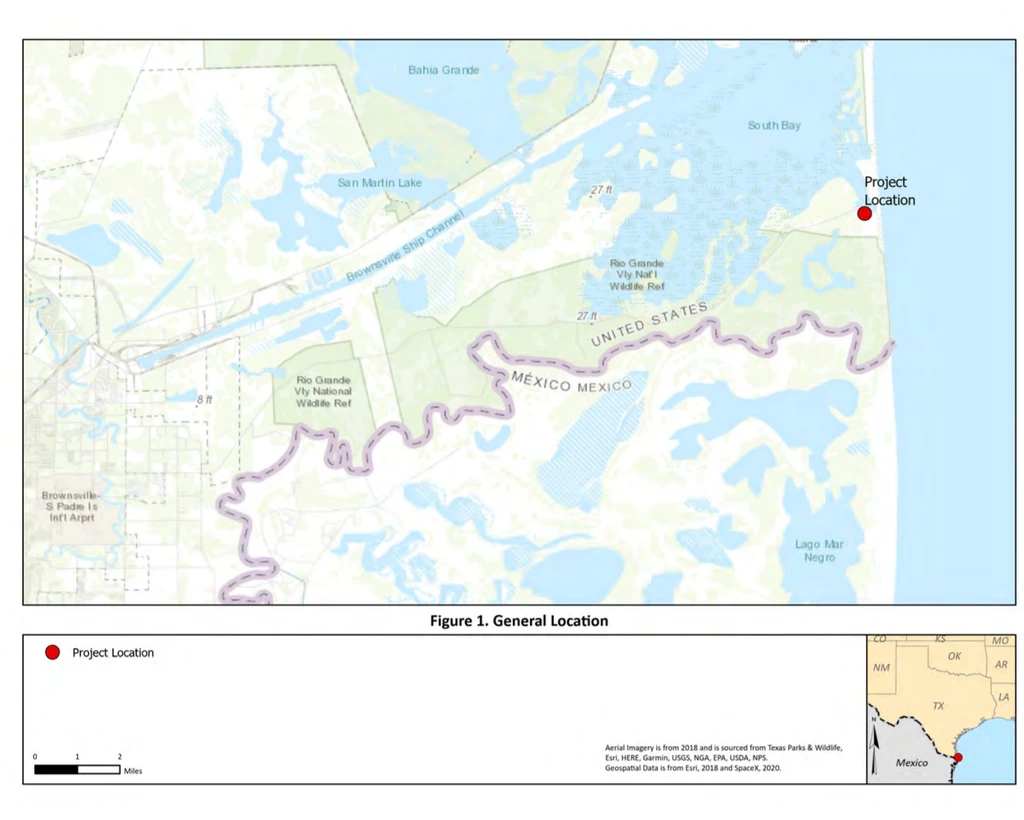 Bahia Grande
South Bay
San Martin Lake
Project
Location
27 ft
Brownsville Ship Channel
Rio Grande
Vly Nat'l
Wildlife Ref
27 ft
UNITED STATES
MÉXICO MEXICO
Rio Grande
Vly National
Wildlife Ref
8 ft
Brownsville-
S Padre Is
Int'l Arprt
Lago Mar
Negro
Figure 1. General Location
Project Location
0 1 2
Miles
Aerial Imagery is from 2018 and is sourced from Texas Parks & Wildlife,
Esri, HERE, Garmin, USGS, NGA, EPA, USDA, NPS.
Geospatial Data is from Esri, 2018 and SpaceX, 2020.
CO KS MO
OK
NM AR
LA
TX
N
Mexico